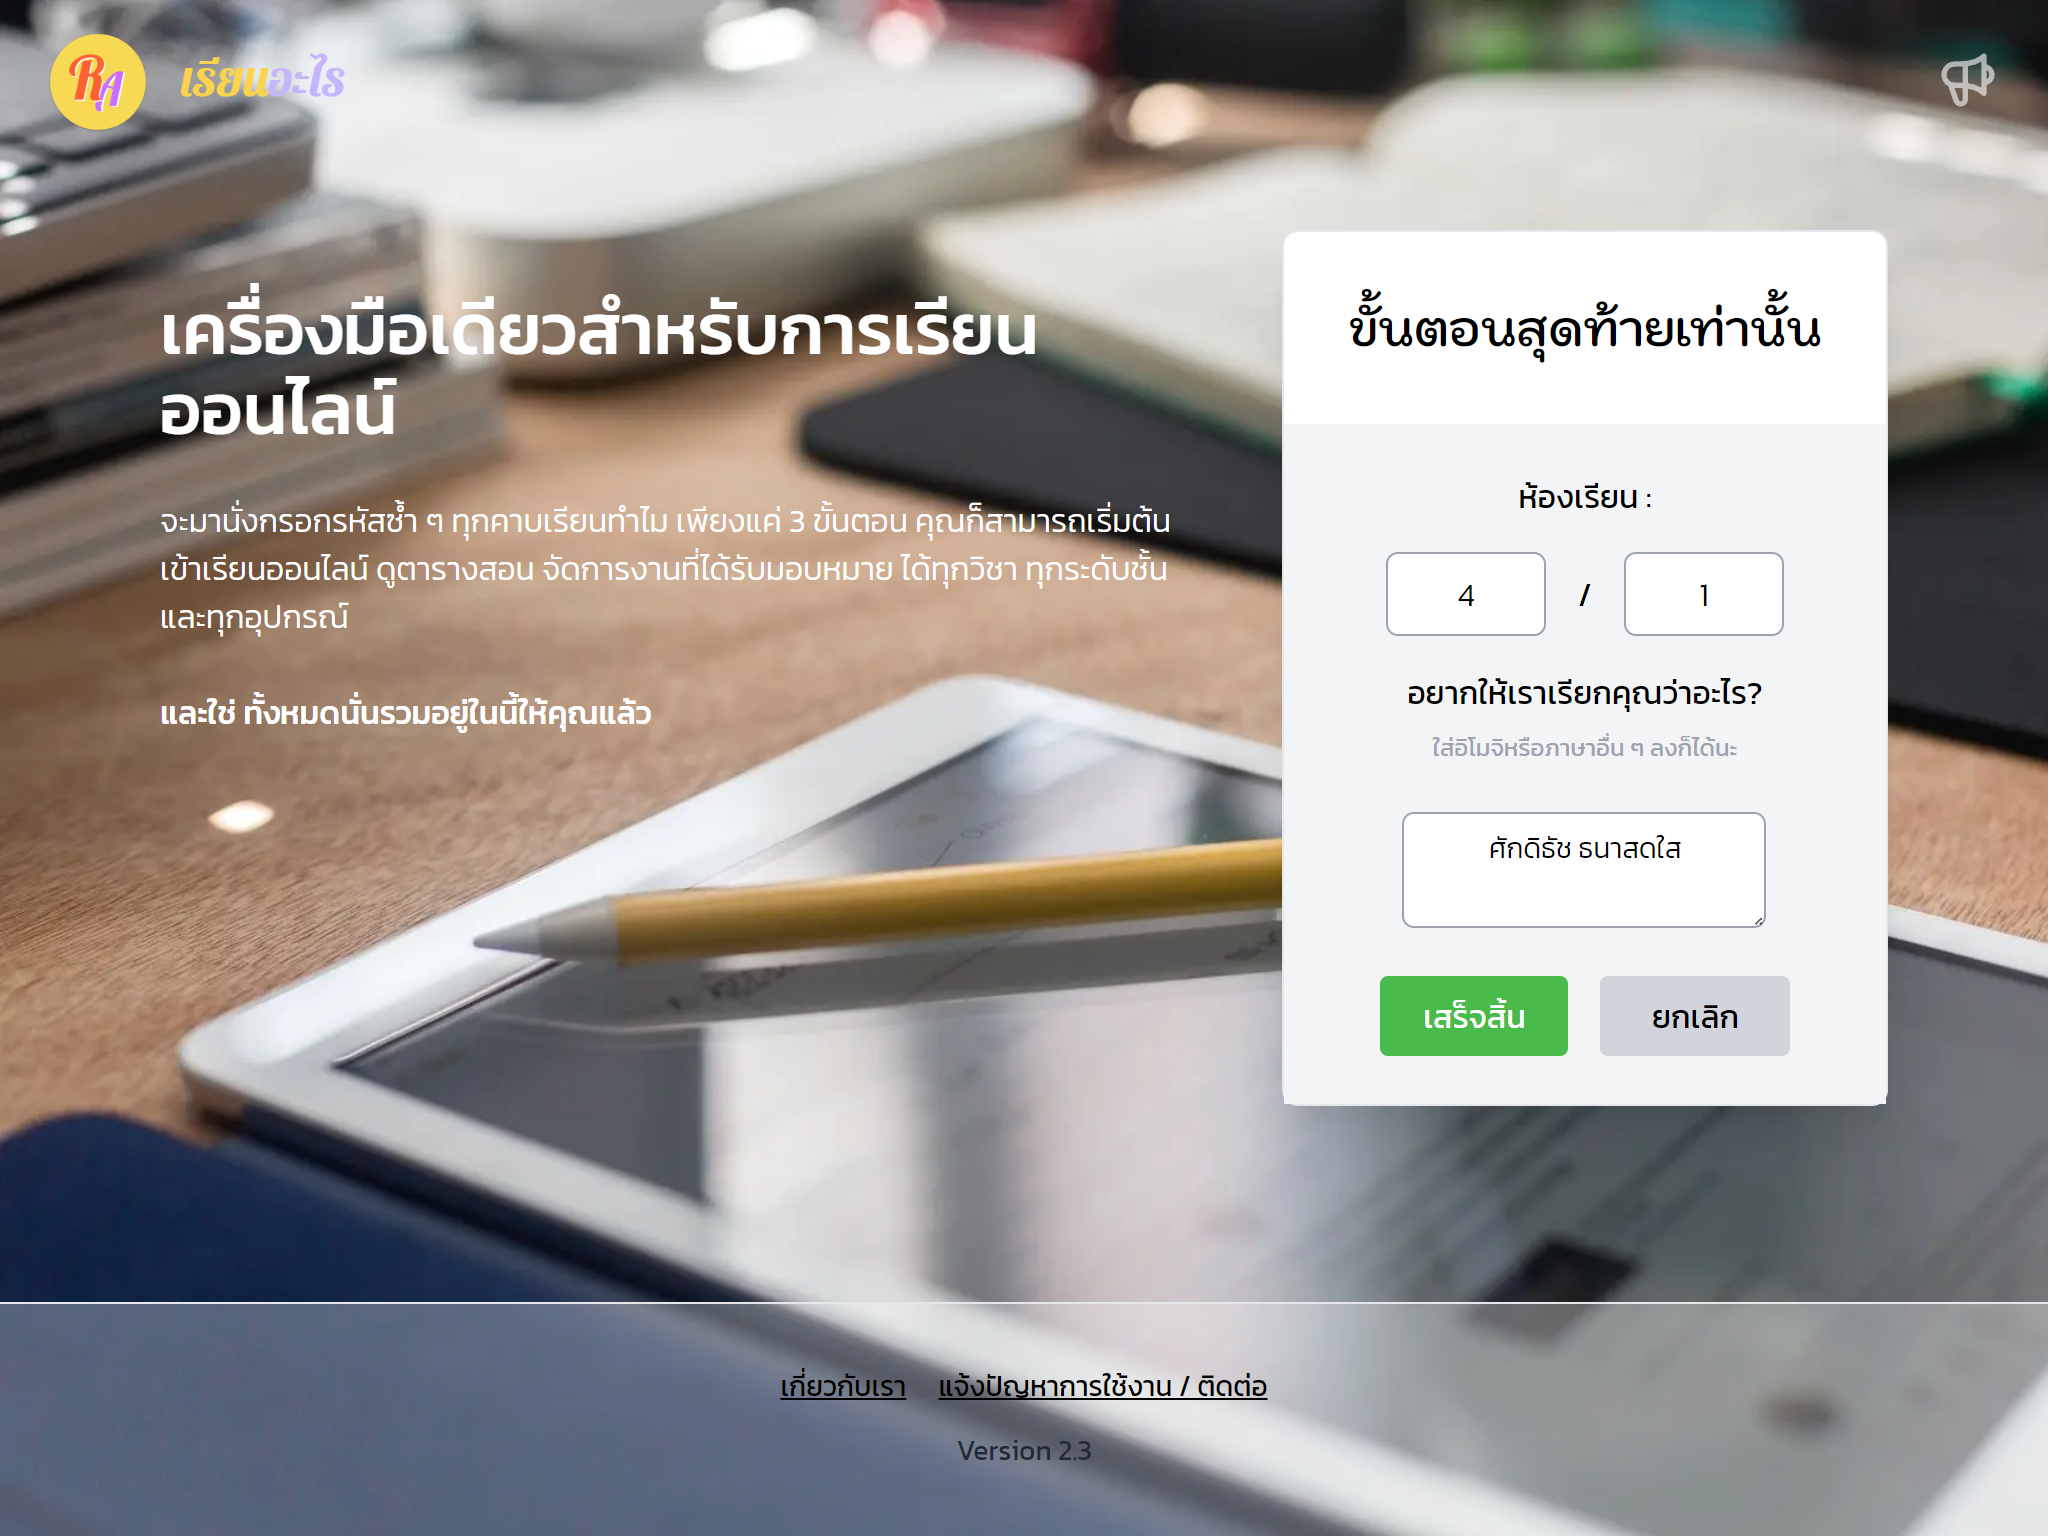 RA
เรียนอะไร
เครื่องมือเดียวสำหรับการเรียน
ออนไลน์
จะมานั่งกรอกรหัสซ้ำ ๆ ทุกคาบเรียนทำไม เพียงแค่ 3 ขั้นตอน คุณก็สามารถเริ่มต้น
เข้าเรียนออนไลน์ ดูตารางสอน จัดการงานที่ได้รับมอบหมาย ได้ทุกวิชา ทุกระดับชั้น
และทุกอุปกรณ์
และใช่ ทั้งหมดนั่นรวมอยู่ในนี้ให้คุณแล้ว
ขั้นตอนสุดท้ายเท่านั้น
ห้องเรียน :
4 / 1
อยากให้เราเรียกคุณว่าอะไร?
ใส่อิโมจิหรือภาษาอื่น ๆ ลงก็ได้นะ
ศักดิธัช ธนาสดใส
เสร็จสิ้น ยกเลิก
เกี่ยวกับเรา แจ้งปัญหาการใช้งาน / ติดต่อ
Version 2.3